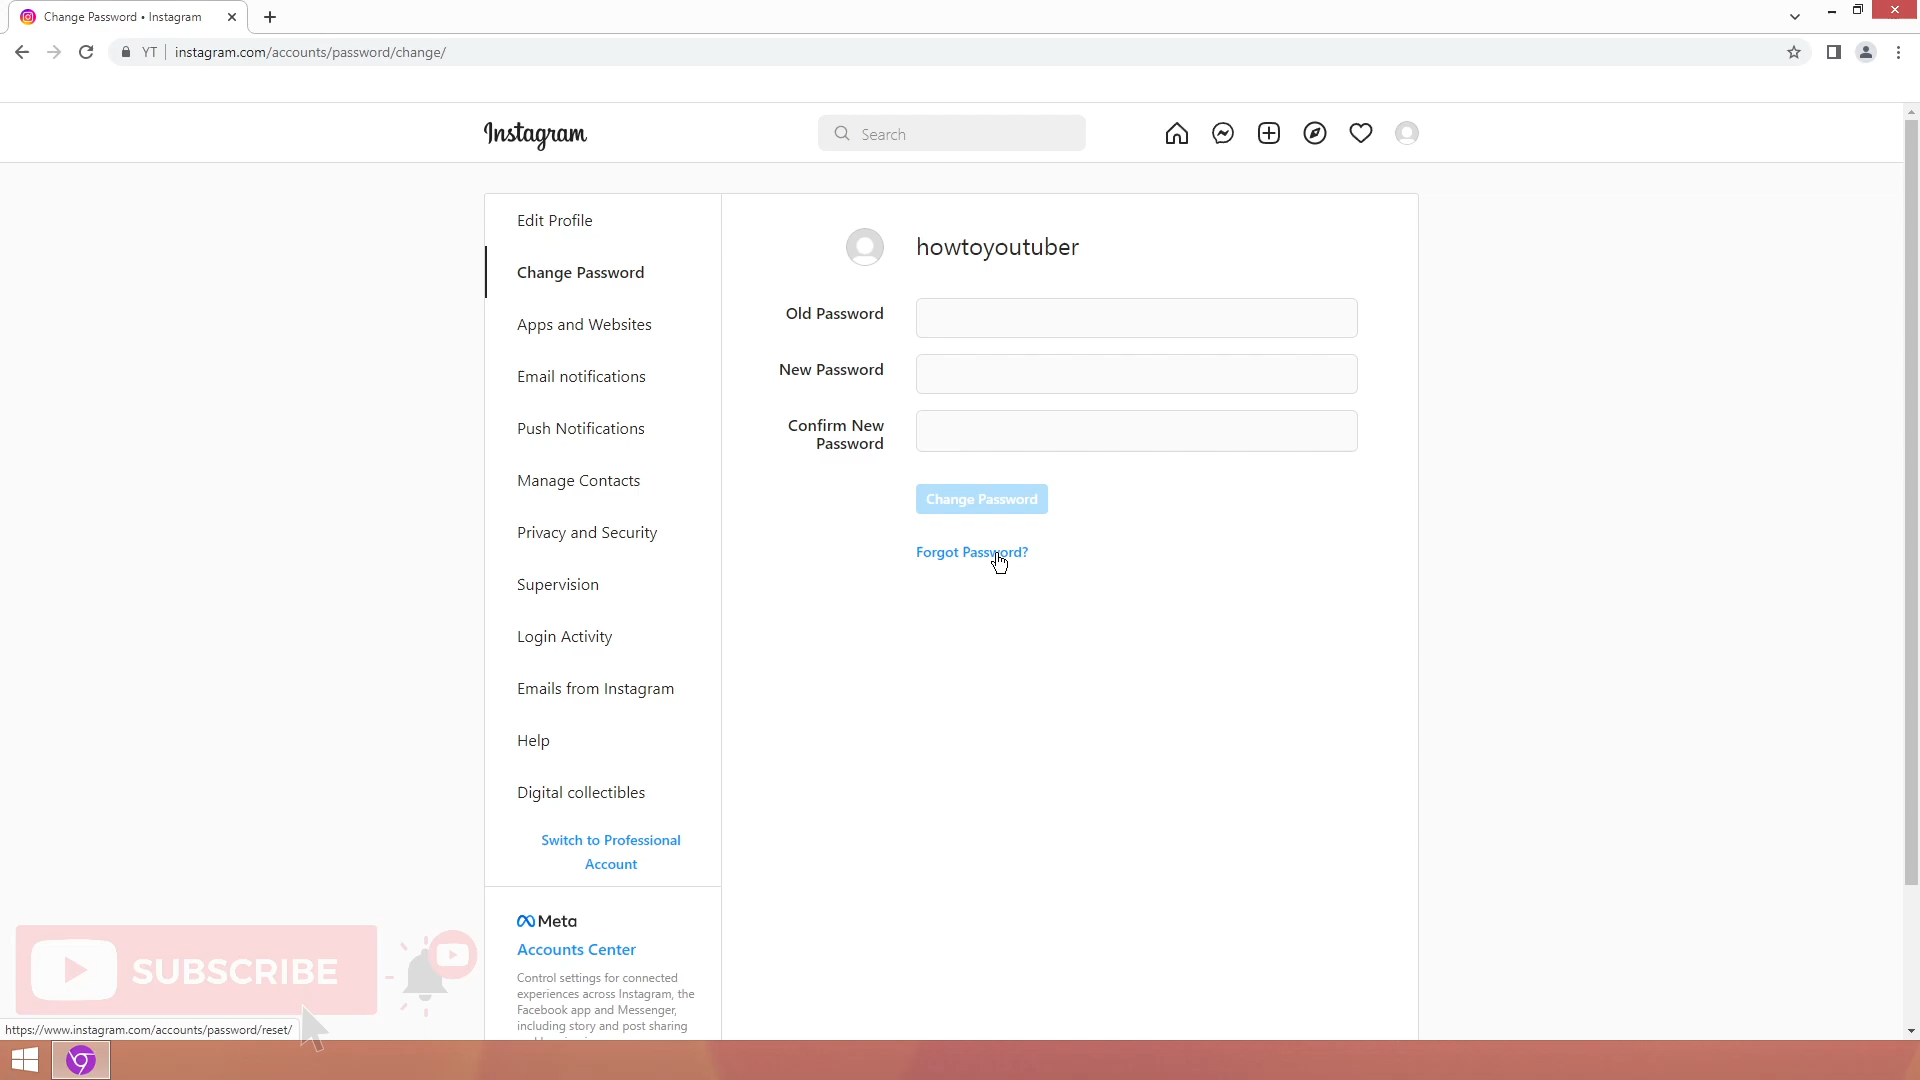 Change Password • Instagram
YT
instagram.com/accounts/password/change/
Instagram
Search
Edit Profile
Change Password
Apps and Websites
Email notifications
Push Notifications
Manage Contacts
Privacy and Security
Supervision
Login Activity
Emails from Instagram
Help
Digital collectibles
Switch to Professional
Account
Meta
Accounts Center
Control settings for connected
experiences across Instagram, the
Facebook app and Messenger,
including story and post sharing
howtoyoutuber
Old Password
New Password
Confirm New
Password
Change Password
Forgot Password?
SUBSCRIBE
https://www.instagram.com/accounts/password/reset/